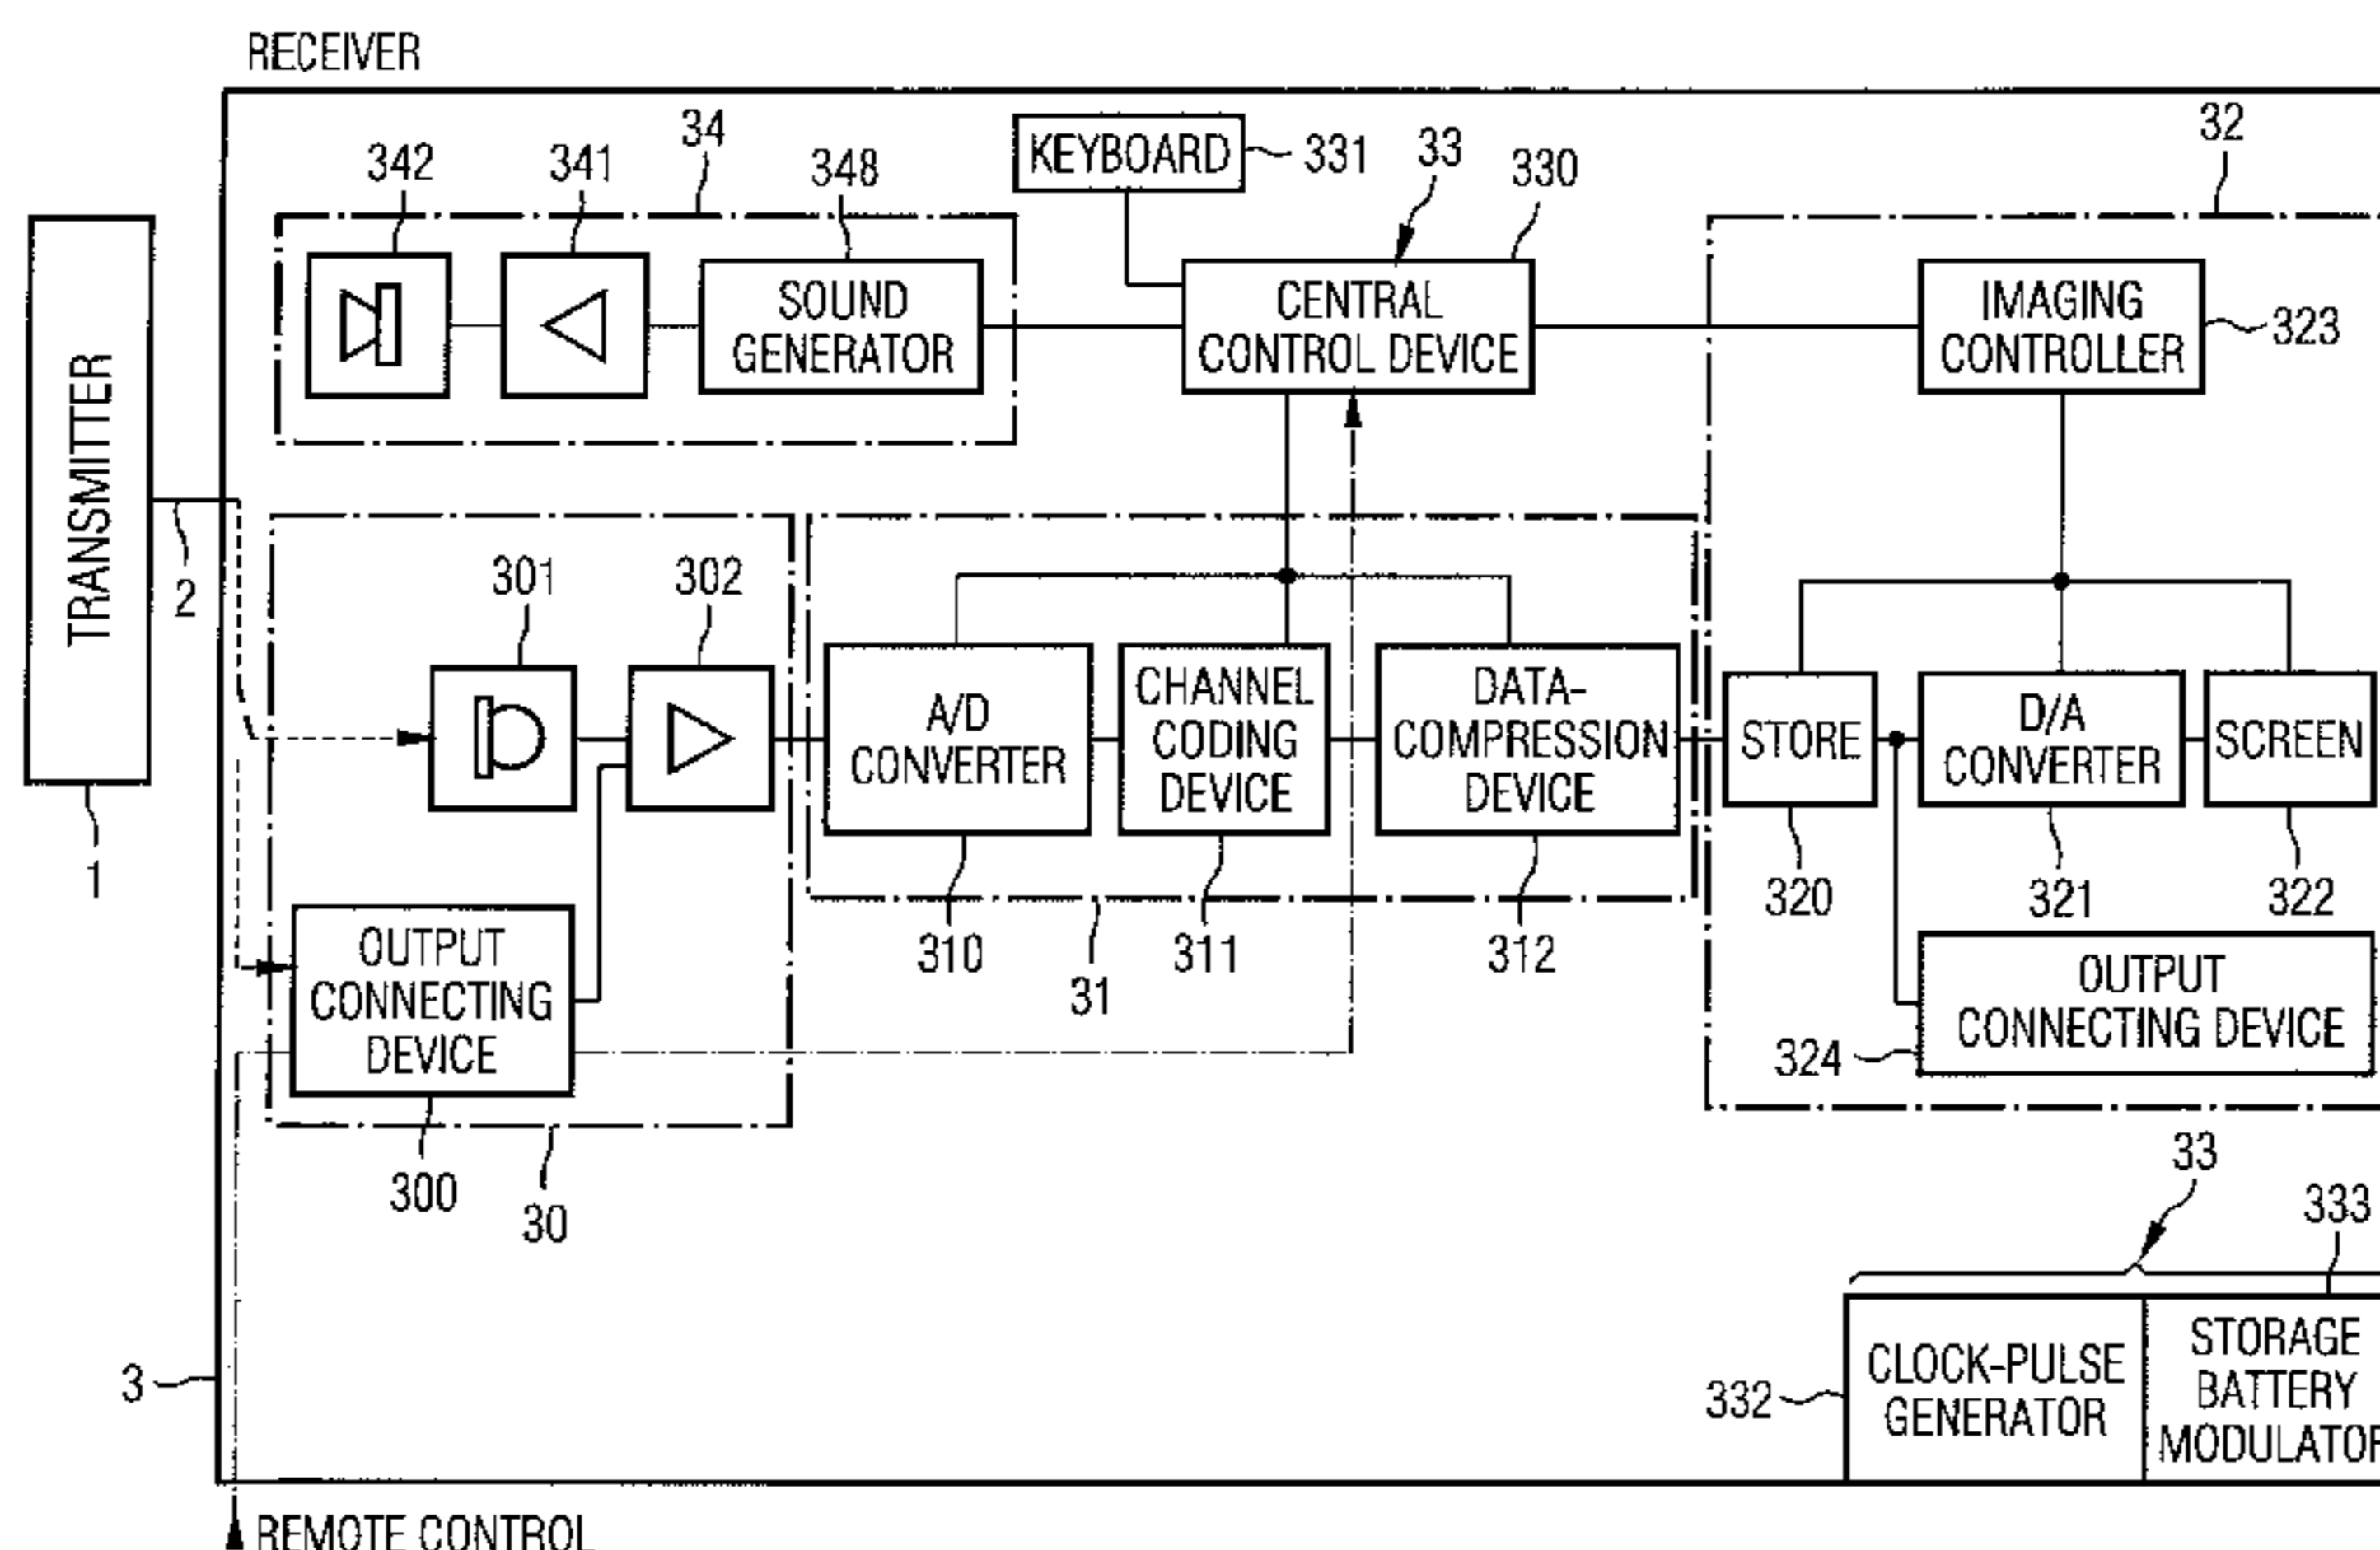 RECEIVER
34
32
342
341
348
KEYBOARD
331
33
330
SOUND
GENERATOR
CENTRAL
CONTROL DEVICE
IMAGING
CONTROLLER
323
TRANSMITTER
2
1
301
302
A/D
CONVERTER
CHANNEL
CODING
DEVICE
DATA-
COMPRESSION
DEVICE
STORE
D/A
CONVERTER
SCREEN
310
311
312
31
320
321
322
OUTPUT
CONNECTING
DEVICE
300
30
OUTPUT
CONNECTING DEVICE
324
33
333
3
332
CLOCK-PULSE
GENERATOR
STORAGE
BATTERY
MODULATOR
REMOTE CONTROL